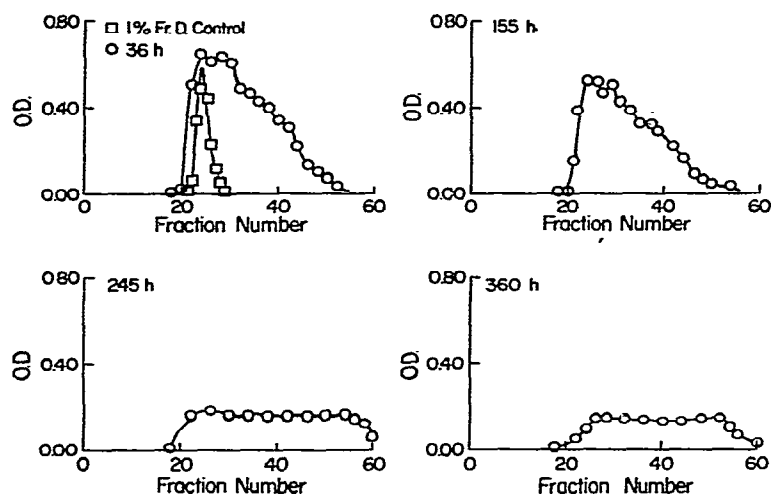 □ 1% Fr. D. Control
○ 36 h
0.80
0.40
0.00
O.D.
0 20 40 60
Fraction Number
155 h.
0.80
0.40
0.00
O.D.
0 20 40 60
Fraction Number
245 h
0.80
0.40
0.00
O.D.
0 20 40 60
Fraction Number
360 h
0.80
0.40
0.00
O.D.
0 20 40 60
Fraction Number